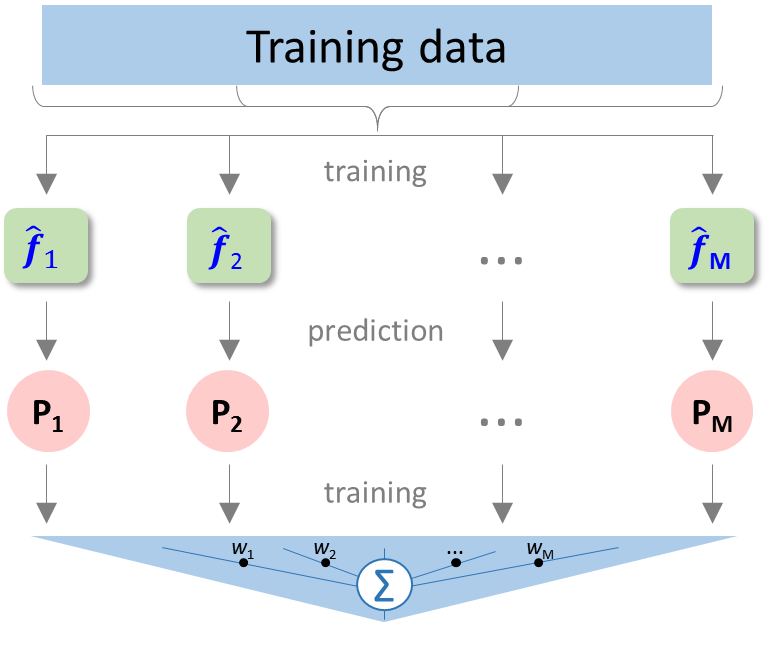 Training data
training
f̂₁ f̂₂ ... f̂M
prediction
P₁ P₂ ... PM
training
w₁ w₂ ... wM
Σ